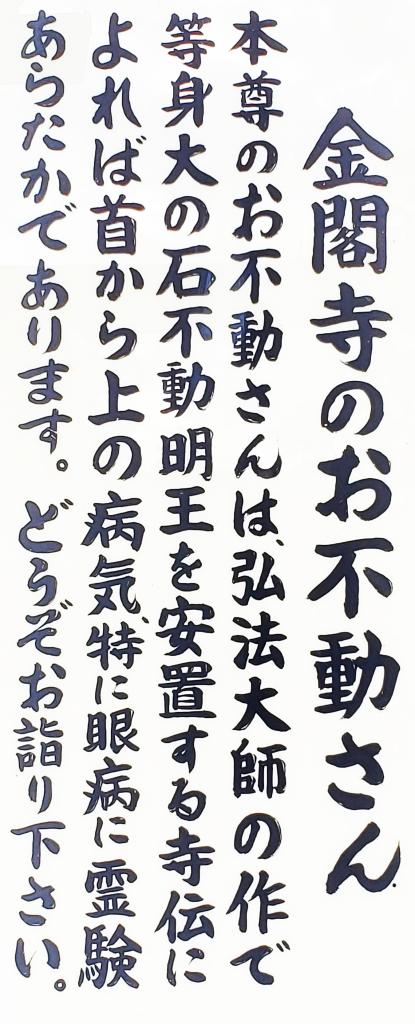 金閣寺のお不動さん
本尊のお不動さんは、弘法大師の作で
等身大の石不動明王を安置する寺伝に
よれば首から上の病気、特に眼病に霊験
あらたかであります。どうぞお詣り下さい。